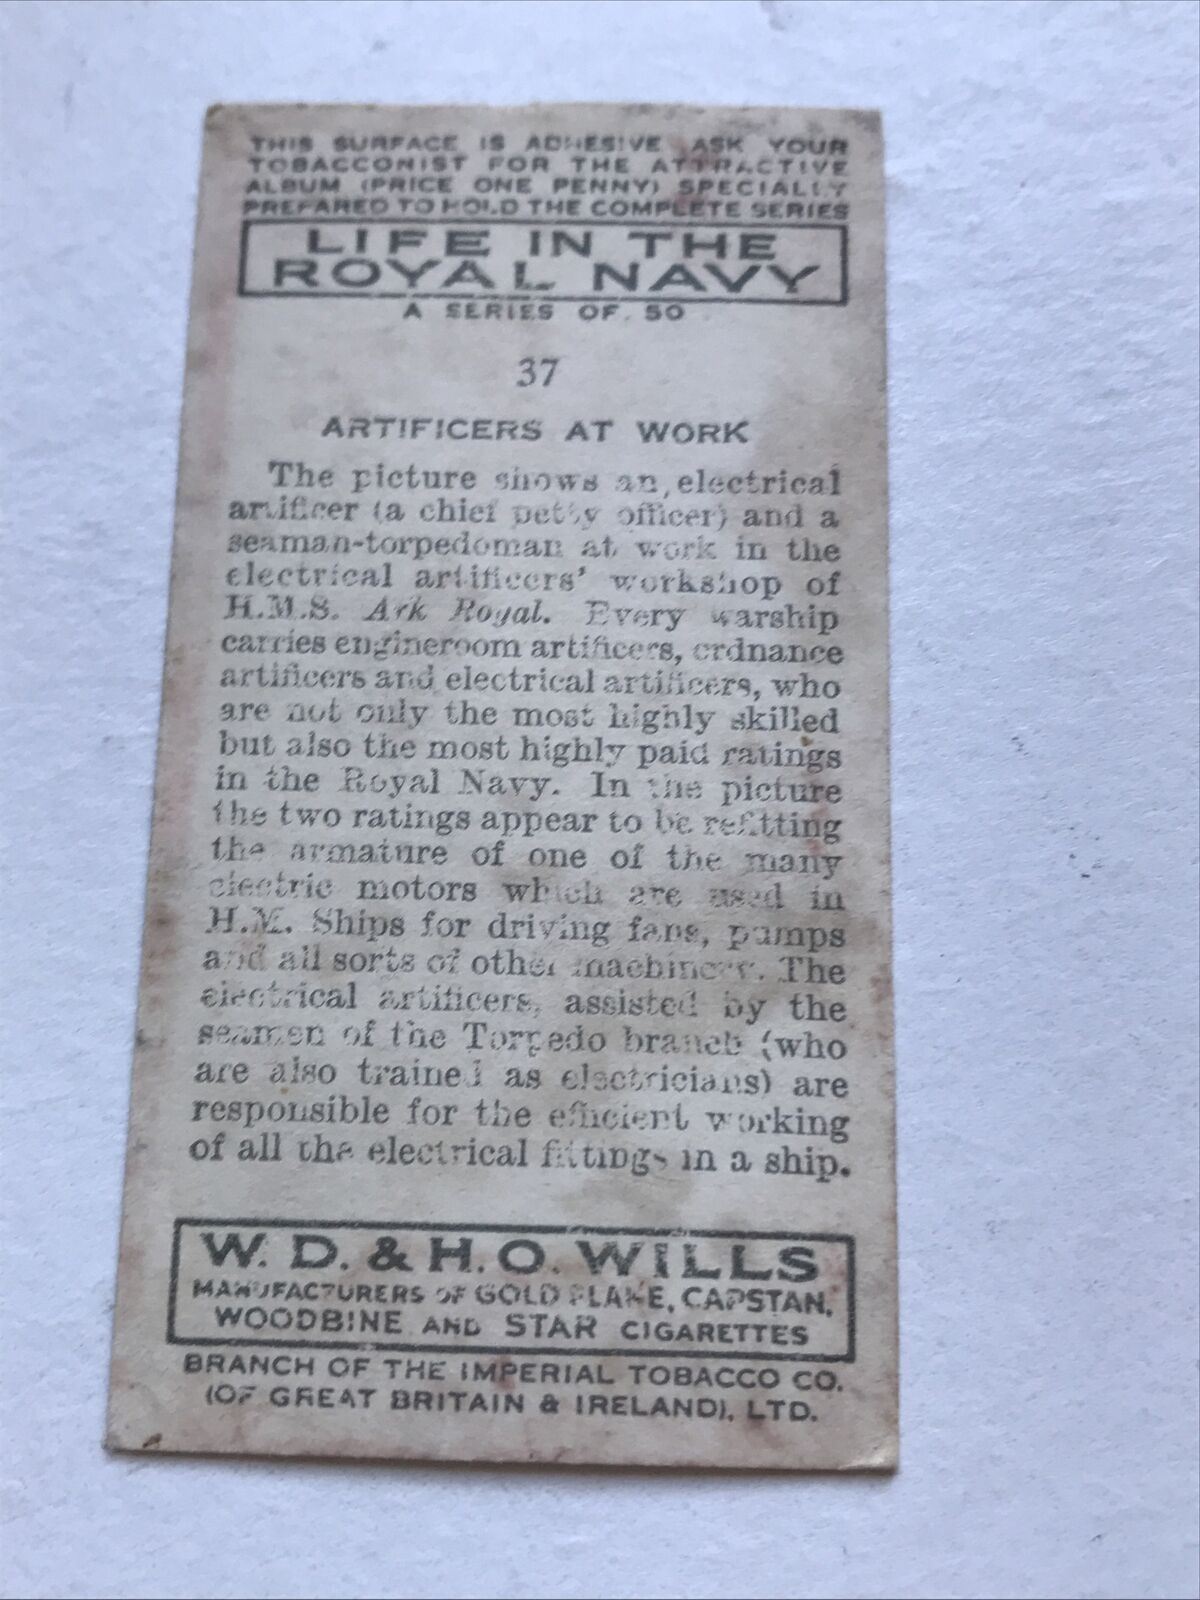 THIS SURFACE IS ADHESIVE ASK YOUR
TOBACCONIST FOR THE ATTRACTIVE
ALBUM (PRICE ONE PENNY) SPECIALLY
PREPARED TO HOLD THE COMPLETE SERIES
LIFE IN THE
ROYAL NAVY
A SERIES OF 50
37
ARTIFICERS AT WORK
The picture shows an electrical
artificer (a chief petty officer) and a
seaman-torpedoman at work in the
electrical artificers' workshop of
H.M.S. Ark Royal. Every warship
carries engineroom artificers, ordnance
artificers and electrical artificers, who
are not only the most highly skilled
but also the most highly paid ratings
in the Royal Navy. In the picture
the two ratings appear to be refitting
the armature of one of the many
electric motors which are used in
H.M. Ships for driving fans, pumps
and all sorts of other machinery. The
electrical artificers, assisted by the
seamen of the Torpedo branch (who
are also trained as electricians) are
responsible for the efficient working
of all the electrical fittings in a ship.
W. D. & H. O. WILLS
MANUFACTURERS OF GOLD FLAKE, CAPSTAN,
WOODBINE AND STAR CIGARETTES
BRANCH OF THE IMPERIAL TOBACCO CO.
(OF GREAT BRITAIN & IRELAND), LTD.